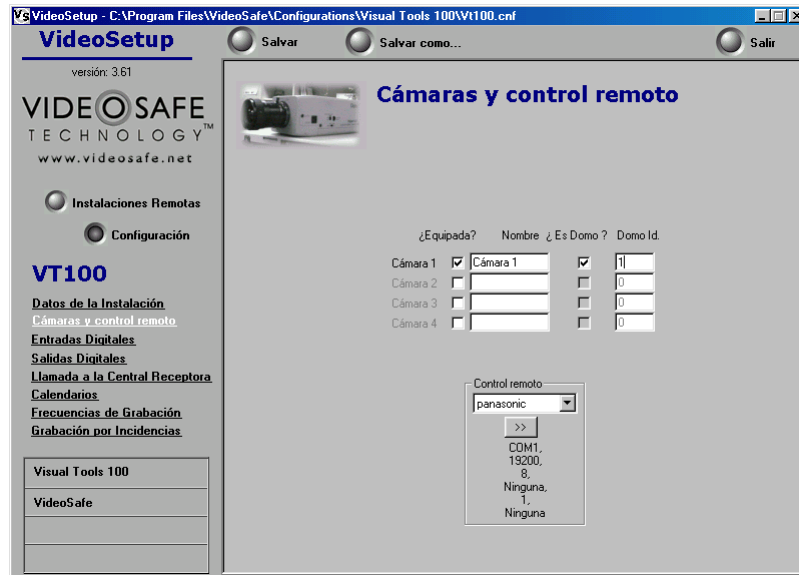 VideoSetup - C:\Program Files\VideoSafe\Configurations\Visual Tools 100\Vt100.cnf
VideoSetup
Salvar
Salvar como...
Salir
versión: 3.61
VIDEOSAFE
TECHNOLOGY™
www.videosafe.net
Instalaciones Remotas
Configuración
VT100
Datos de la Instalación
Cámaras y control remoto
Entradas Digitales
Salidas Digitales
Llamada a la Central Receptora
Calendarios
Frecuencias de Grabación
Grabación por Incidencias
Visual Tools 100
VideoSafe
Cámaras y control remoto
¿Equipada? Nombre ¿ Es Domo ? Domo Id.
Cámara 1 Cámara 1 1
Cámara 2 0
Cámara 3 0
Cámara 4 0
Control remoto
panasonic
>>
COM1,
19200,
8,
Ninguna,
1,
Ninguna